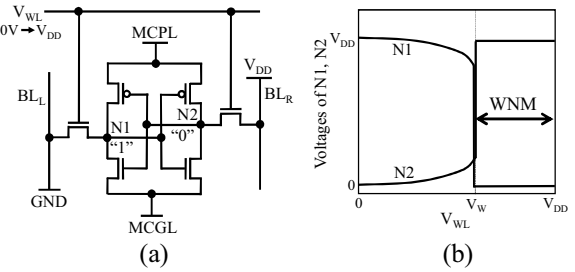 V_WL
0V → V_DD
MCPL
V_DD
BL_L
BL_R
N1
N2
“1”
“0”
GND
MCGL
(a)
Voltages of N1, N2
V_DD
N1
WNM
N2
0
0
V_W
V_DD
V_WL
(b)